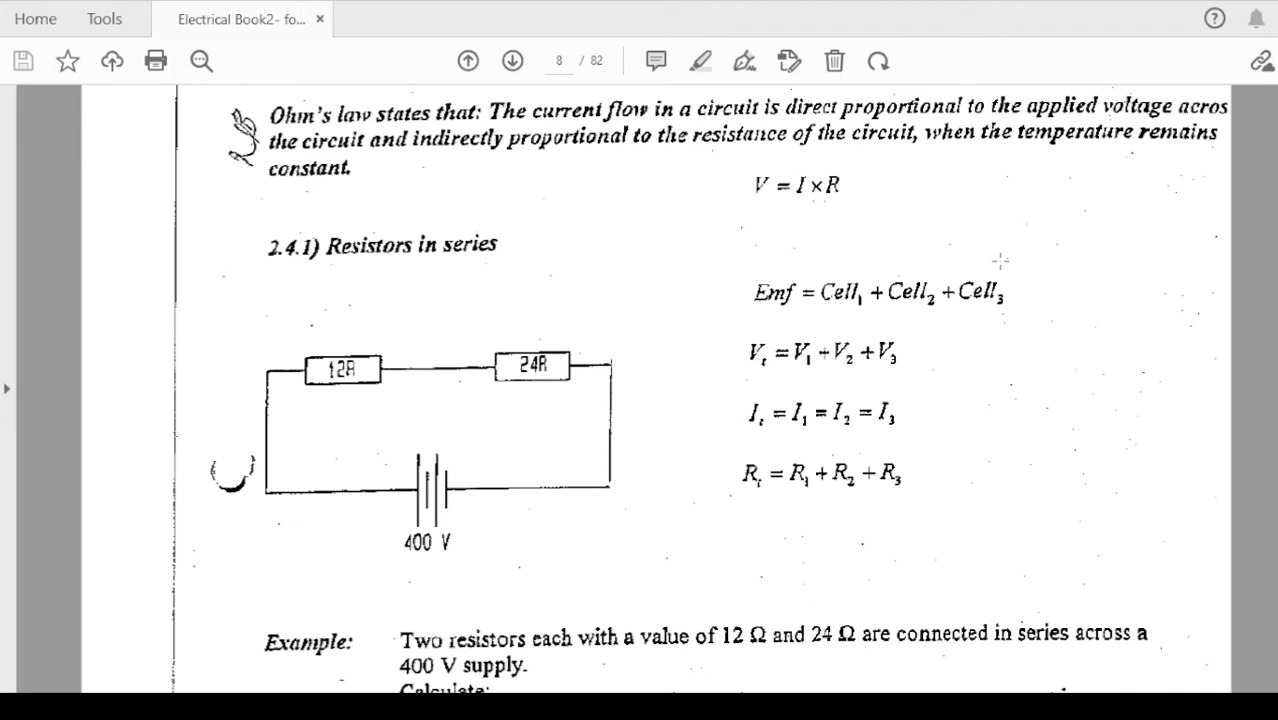 Home Tools Electrical Book2- fo... ×
8 / 82
Ohm's law states that: The current flow in a circuit is direct proportional to the applied voltage acros
the circuit and indirectly proportional to the resistance of the circuit, when the temperature remains
constant.
V = I × R
2.4.1) Resistors in series
Emf = Cell₁ + Cell₂ + Cell₃
Vₜ = V₁ + V₂ + V₃
12R 24R
Iₜ = I₁ = I₂ = I₃
Rₜ = R₁ + R₂ + R₃
400 V
Example: Two resistors each with a value of 12 Ω and 24 Ω are connected in series across a
400 V supply.
Calculate: